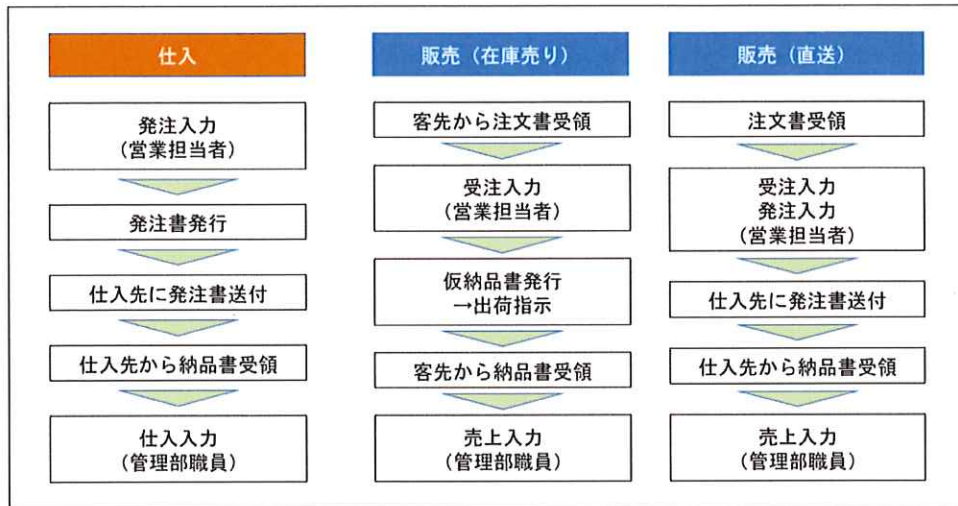 仕入
発注入力
(営業担当者)
発注書発行
仕入先に発注書送付
仕入先から納品書受領
仕入入力
(管理部職員)
販売（在庫売り）
客先から注文書受領
受注入力
(営業担当者)
仮納品書発行
→出荷指示
客先から納品書受領
売上入力
(管理部職員)
販売（直送）
注文書受領
受注入力
発注入力
(営業担当者)
仕入先に発注書送付
仕入先から納品書受領
売上入力
(管理部職員)